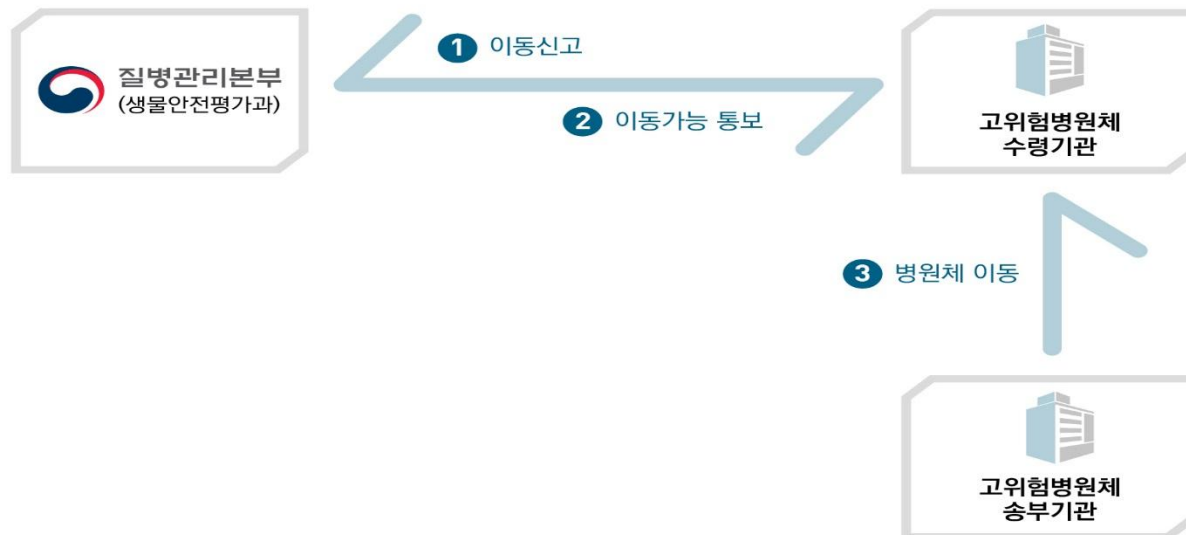 질병관리본부
(생물안전평가과)
1 이동신고
2 이동가능 통보
고위험병원체
수령기관
3 병원체 이동
고위험병원체
송부기관